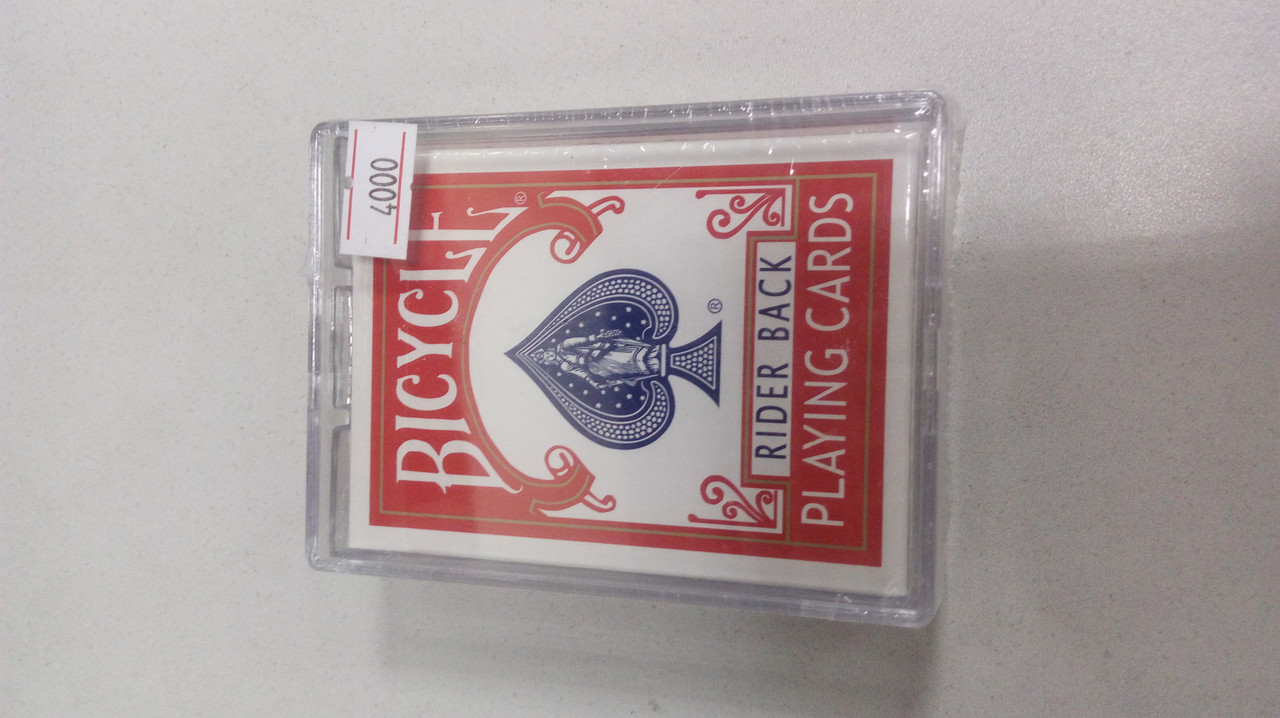 4000
BICYCLE®
®
RIDER BACK
PLAYING CARDS